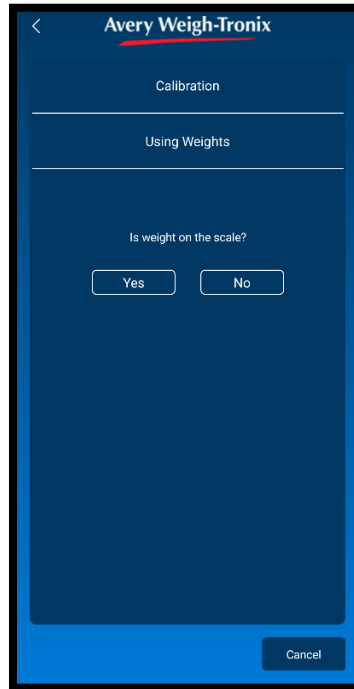 Avery Weigh-Tronix
Calibration
Using Weights
Is weight on the scale?
Yes No
Cancel